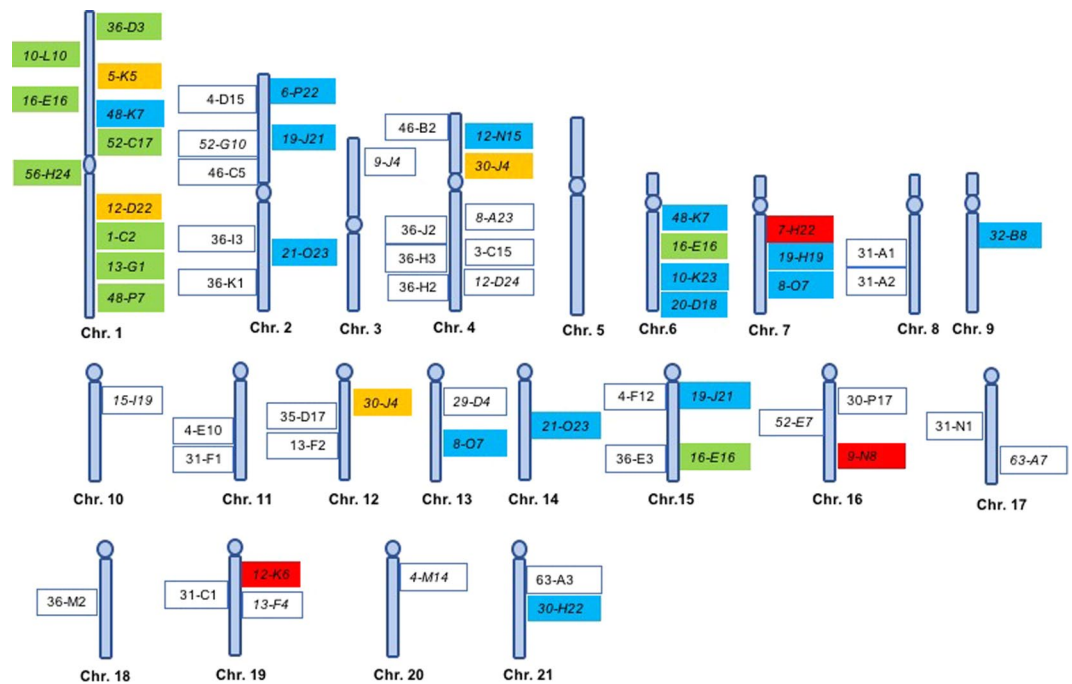 36-D3
10-L10
5-K5
16-E16
48-K7
52-C17
56-H24
12-D22
1-C2
13-G1
48-P7
Chr. 1
4-D15
6-P22
52-G10
19-J21
46-C5
36-I3
21-O23
36-K1
Chr. 2
9-J4
Chr. 3
46-B2
12-N15
30-J4
36-J2
8-A23
36-H3
3-C15
36-H2
12-D24
Chr. 4
Chr. 5
48-K7
16-E16
10-K23
20-D18
Chr.6
7-H22
19-H19
8-O7
Chr. 7
31-A1
31-A2
Chr. 8
32-B8
Chr. 9
15-I19
Chr. 10
4-E10
31-F1
Chr. 11
30-J4
35-D17
13-F2
Chr. 12
29-D4
8-O7
Chr. 13
21-O23
Chr. 14
4-F12
19-J21
36-E3
16-E16
Chr.15
30-P17
52-E7
9-N8
Chr. 16
31-N1
63-A7
Chr. 17
36-M2
Chr. 18
12-K6
31-C1
13-F4
Chr. 19
4-M14
Chr. 20
63-A3
30-H22
Chr. 21